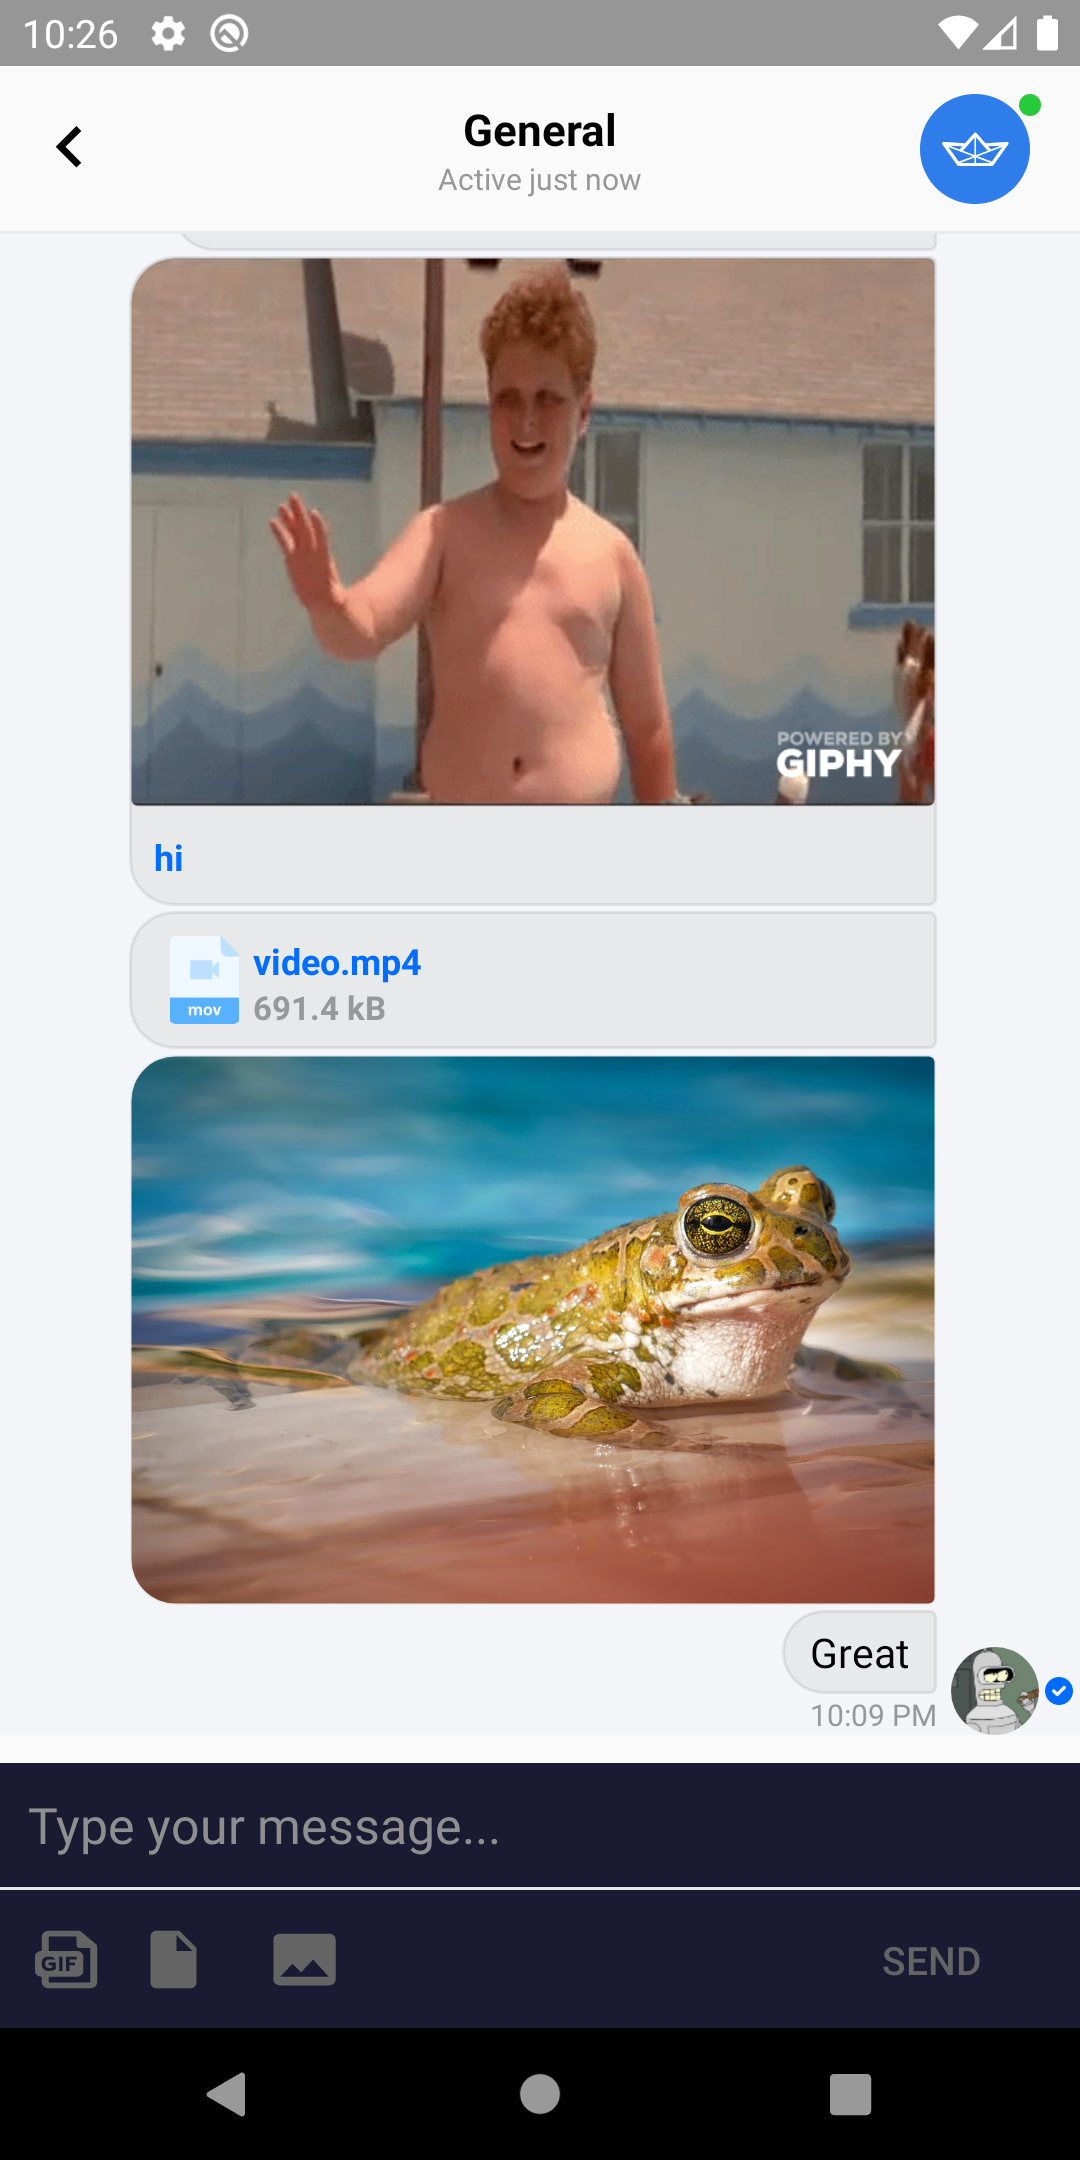 10:26
General
Active just now
POWERED BY
GIPHY
hi
video.mp4
mov
691.4 kB
Great
10:09 PM
Type your message...
GIF
SEND